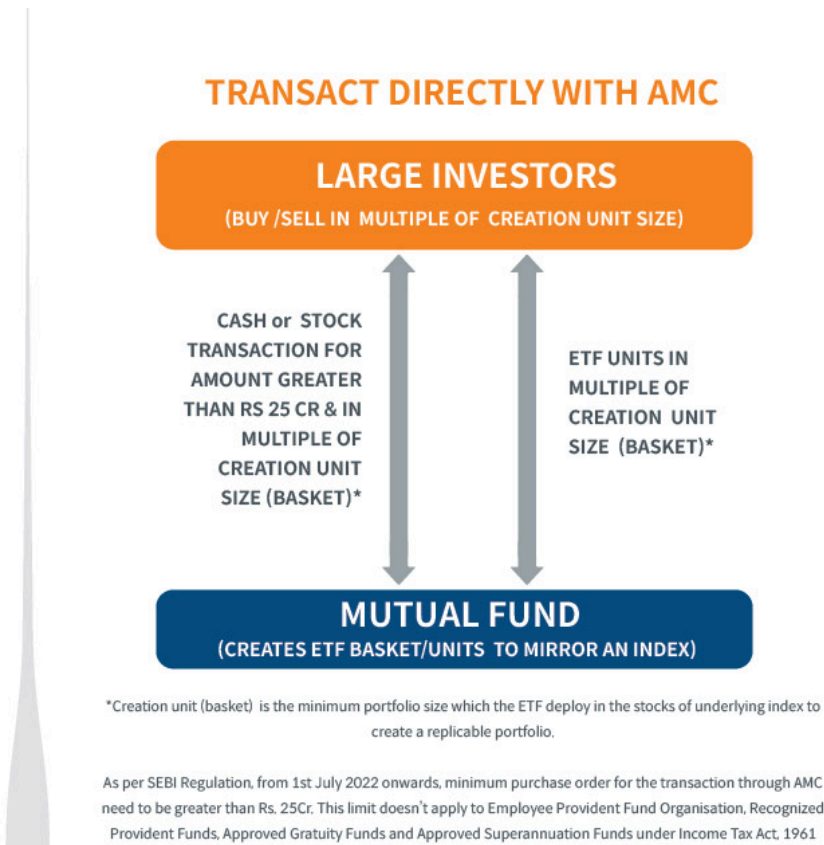 TRANSACT DIRECTLY WITH AMC
LARGE INVESTORS
(BUY /SELL IN MULTIPLE OF CREATION UNIT SIZE)
CASH or STOCK
TRANSACTION FOR
AMOUNT GREATER
THAN RS 25 CR & IN
MULTIPLE OF
CREATION UNIT
SIZE (BASKET)*
ETF UNITS IN
MULTIPLE OF
CREATION UNIT
SIZE (BASKET)*
MUTUAL FUND
(CREATES ETF BASKET/UNITS TO MIRROR AN INDEX)
*Creation unit (basket) is the minimum portfolio size which the ETF deploy in the stocks of underlying index to
create a replicable portfolio.
As per SEBI Regulation, from 1st July 2022 onwards, minimum purchase order for the transaction through AMC
need to be greater than Rs. 25Cr. This limit doesn't apply to Employee Provident Fund Organisation, Recognized
Provident Funds, Approved Gratuity Funds and Approved Superannuation Funds under Income Tax Act, 1961